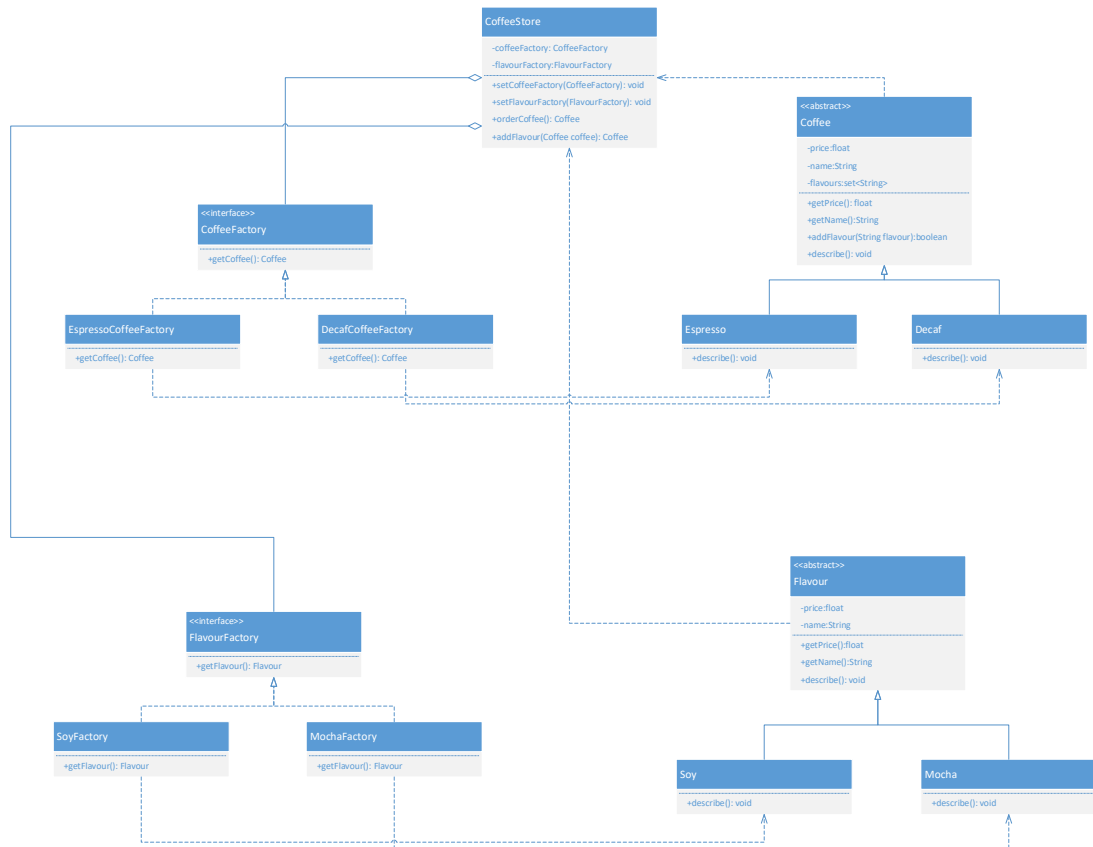 CoffeeStore
-coffeeFactory: CoffeeFactory
-flavourFactory:FlavourFactory
+setCoffeeFactory(CoffeeFactory): void
+setFlavourFactory(FlavourFactory): void
+orderCoffee(): Coffee
+addFlavour(Coffee coffee): Coffee
<<abstract>>
Coffee
-price:float
-name:String
-flavours:set<String>
+getPrice(): float
+getName():String
+addFlavour(String flavour):boolean
+describe(): void
<<interface>>
CoffeeFactory
+getCoffee(): Coffee
EspressoCoffeeFactory
+getCoffee(): Coffee
DecafCoffeeFactory
+getCoffee(): Coffee
Espresso
+describe(): void
Decaf
+describe(): void
<<abstract>>
Flavour
-price:float
-name:String
+getPrice():float
+getName():String
+describe(): void
<<interface>>
FlavourFactory
+getFlavour(): Flavour
SoyFactory
+getFlavour(): Flavour
MochaFactory
+getFlavour(): Flavour
Soy
+describe(): void
Mocha
+describe(): void